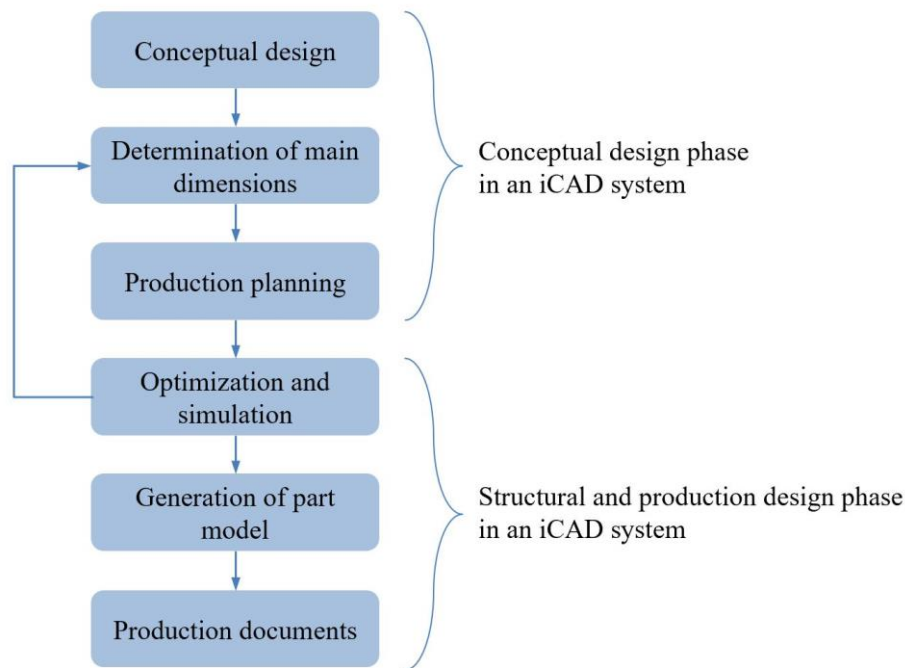 Conceptual design
Determination of main
dimensions
Production planning
Conceptual design phase
in an iCAD system
Optimization and
simulation
Generation of part
model
Production documents
Structural and production design phase
in an iCAD system